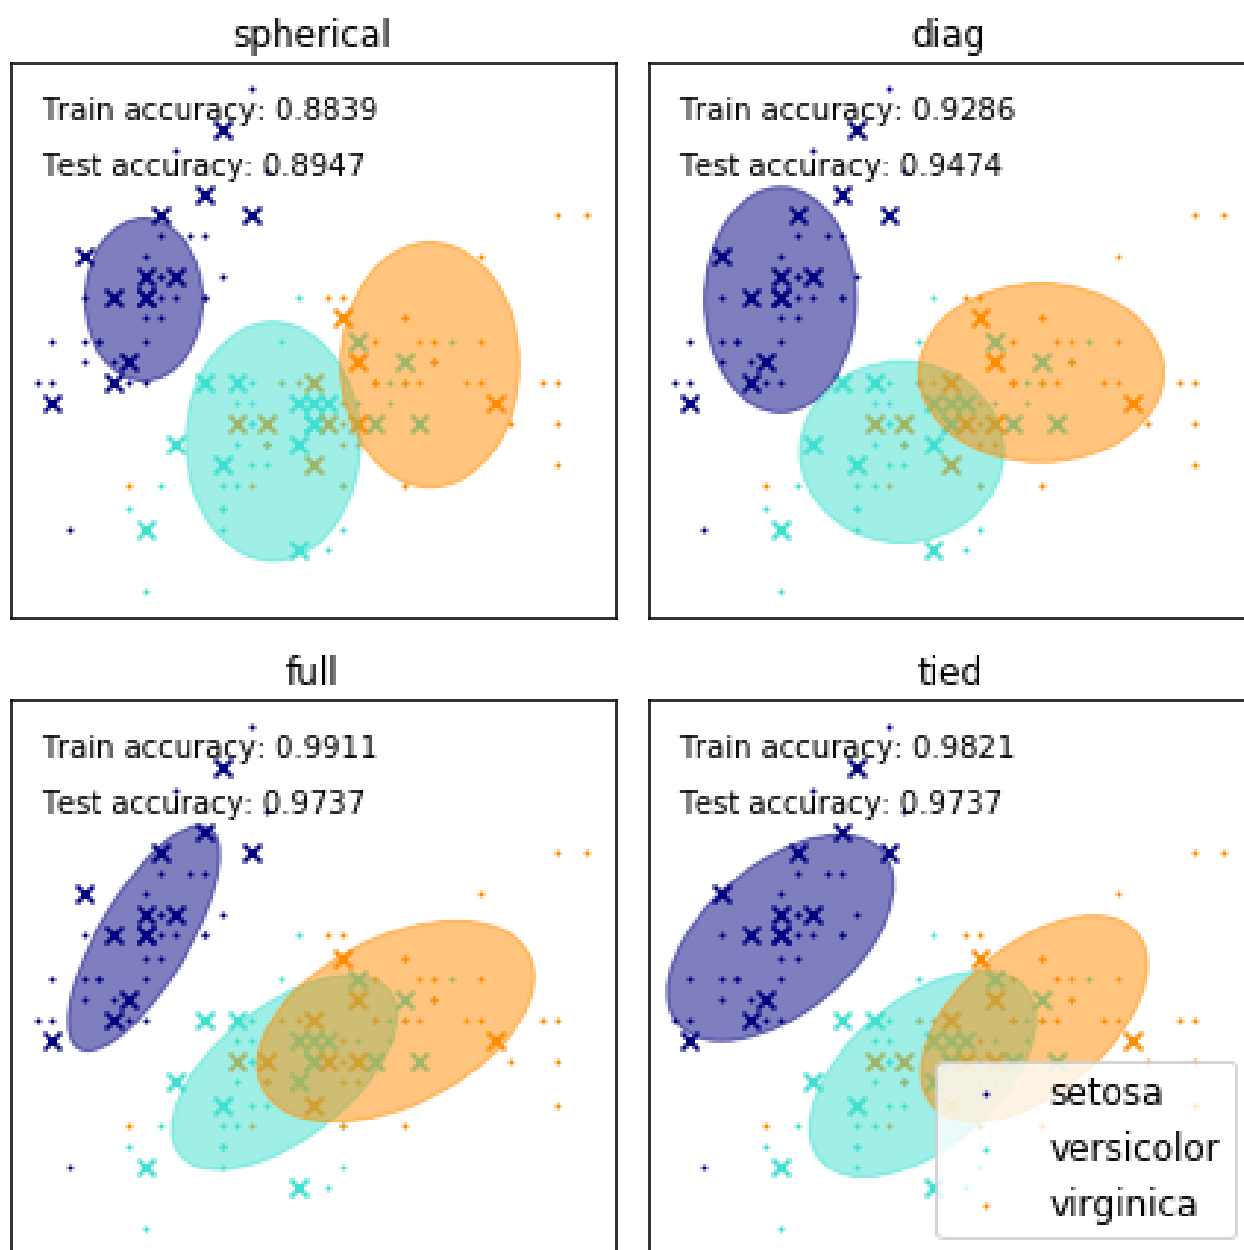 spherical
Train accuracy: 0.8839
Test accuracy: 0.8947
diag
Train accuracy: 0.9286
Test accuracy: 0.9474
full
Train accuracy: 0.9911
Test accuracy: 0.9737
tied
Train accuracy: 0.9821
Test accuracy: 0.9737
setosa
versicolor
virginica